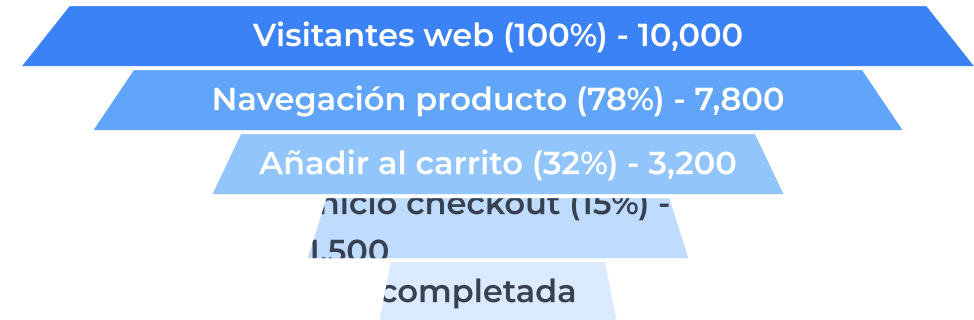 Visitantes web (100%) - 10,000
Navegación producto (78%) - 7,800
Añadir al carrito (32%) - 3,200
Inicio checkout (15%) -
1,500
completada